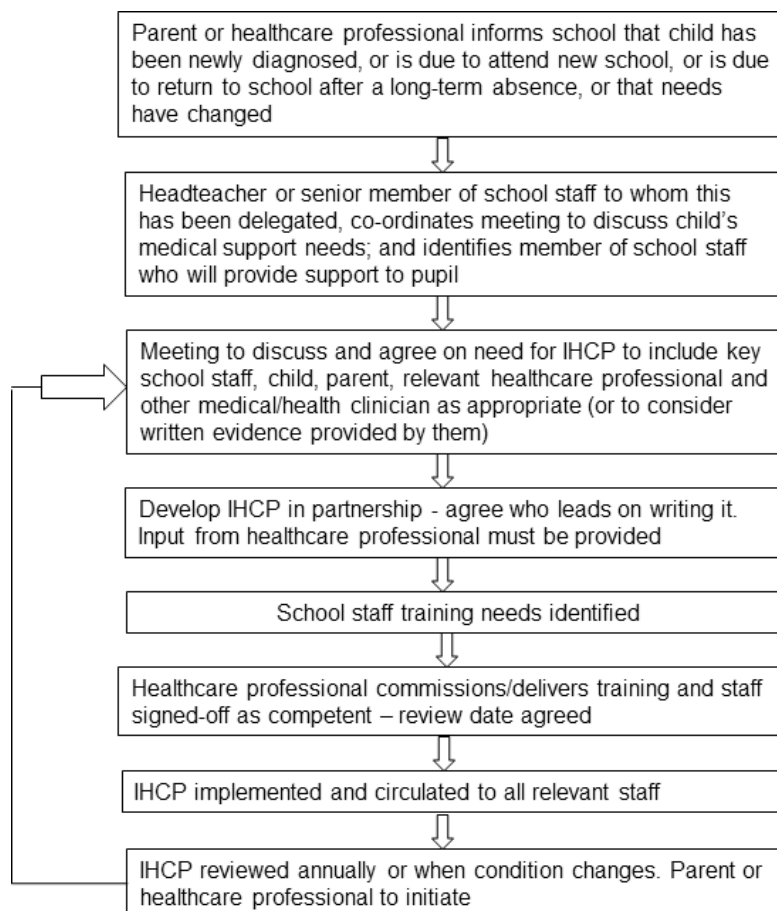 Parent or healthcare professional informs school that child has
been newly diagnosed, or is due to attend new school, or is due
to return to school after a long-term absence, or that needs
have changed
Headteacher or senior member of school staff to whom this
has been delegated, co-ordinates meeting to discuss child's
medical support needs; and identifies member of school staff
who will provide support to pupil
Meeting to discuss and agree on need for IHCP to include key
school staff, child, parent, relevant healthcare professional and
other medical/health clinician as appropriate (or to consider
written evidence provided by them)
Develop IHCP in partnership - agree who leads on writing it.
Input from healthcare professional must be provided
School staff training needs identified
Healthcare professional commissions/delivers training and staff
signed-off as competent – review date agreed
IHCP implemented and circulated to all relevant staff
IHCP reviewed annually or when condition changes. Parent or
healthcare professional to initiate